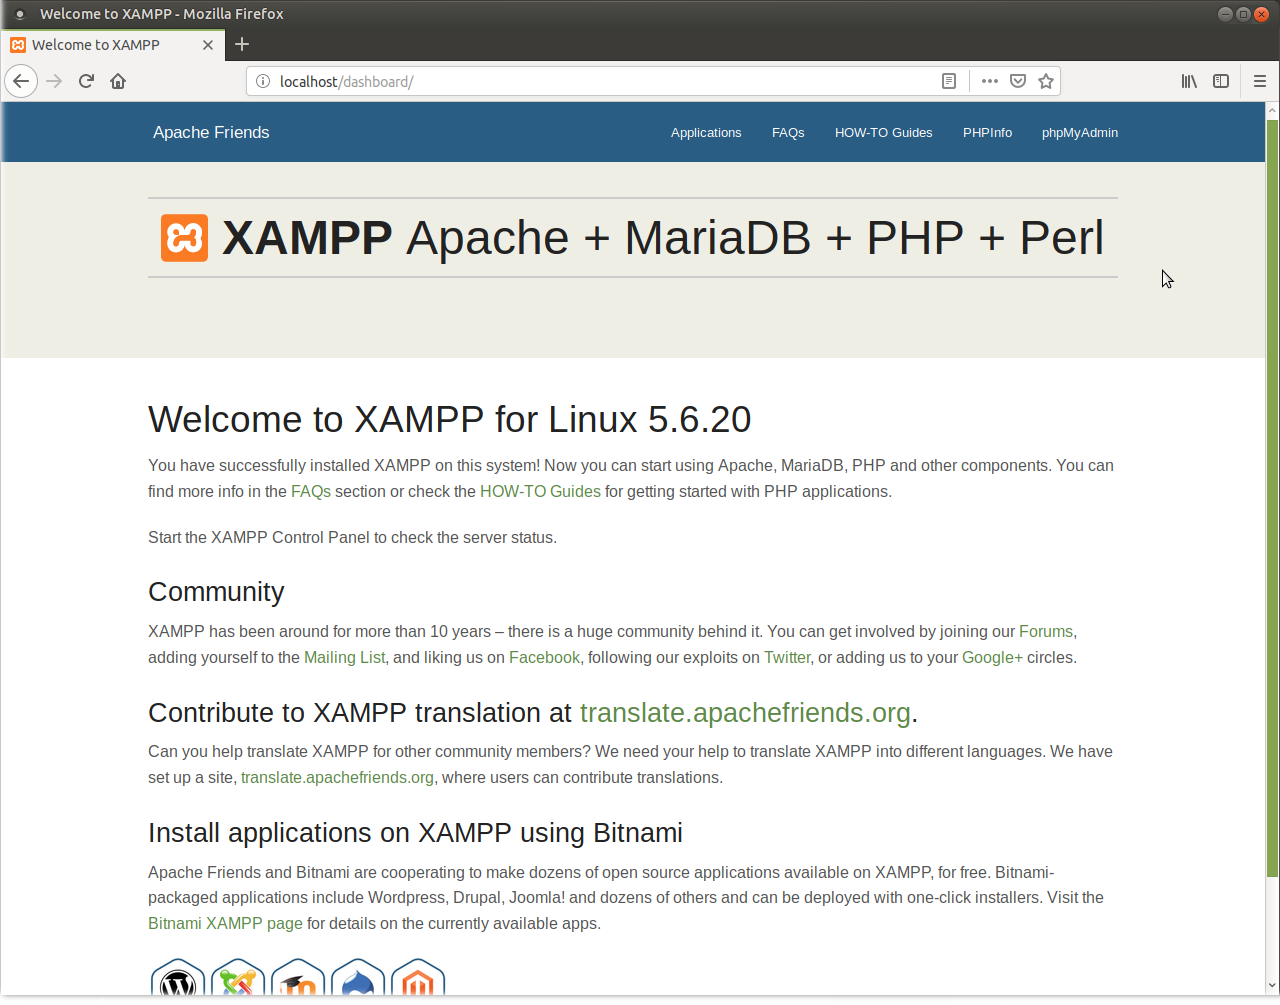 Welcome to XAMPP - Mozilla Firefox
Welcome to XAMPP
localhost/dashboard/
Apache Friends
Applications
FAQs
HOW-TO Guides
PHPInfo
phpMyAdmin
XAMPP Apache + MariaDB + PHP + Perl
Welcome to XAMPP for Linux 5.6.20
You have successfully installed XAMPP on this system! Now you can start using Apache, MariaDB, PHP and other components. You can
find more info in the FAQs section or check the HOW-TO Guides for getting started with PHP applications.
Start the XAMPP Control Panel to check the server status.
Community
XAMPP has been around for more than 10 years – there is a huge community behind it. You can get involved by joining our Forums,
adding yourself to the Mailing List, and liking us on Facebook, following our exploits on Twitter, or adding us to your Google+ circles.
Contribute to XAMPP translation at translate.apachefriends.org.
Can you help translate XAMPP for other community members? We need your help to translate XAMPP into different languages. We have
set up a site, translate.apachefriends.org, where users can contribute translations.
Install applications on XAMPP using Bitnami
Apache Friends and Bitnami are cooperating to make dozens of open source applications available on XAMPP, for free. Bitnami-
packaged applications include Wordpress, Drupal, Joomla! and dozens of others and can be deployed with one-click installers. Visit the
Bitnami XAMPP page for details on the currently available apps.